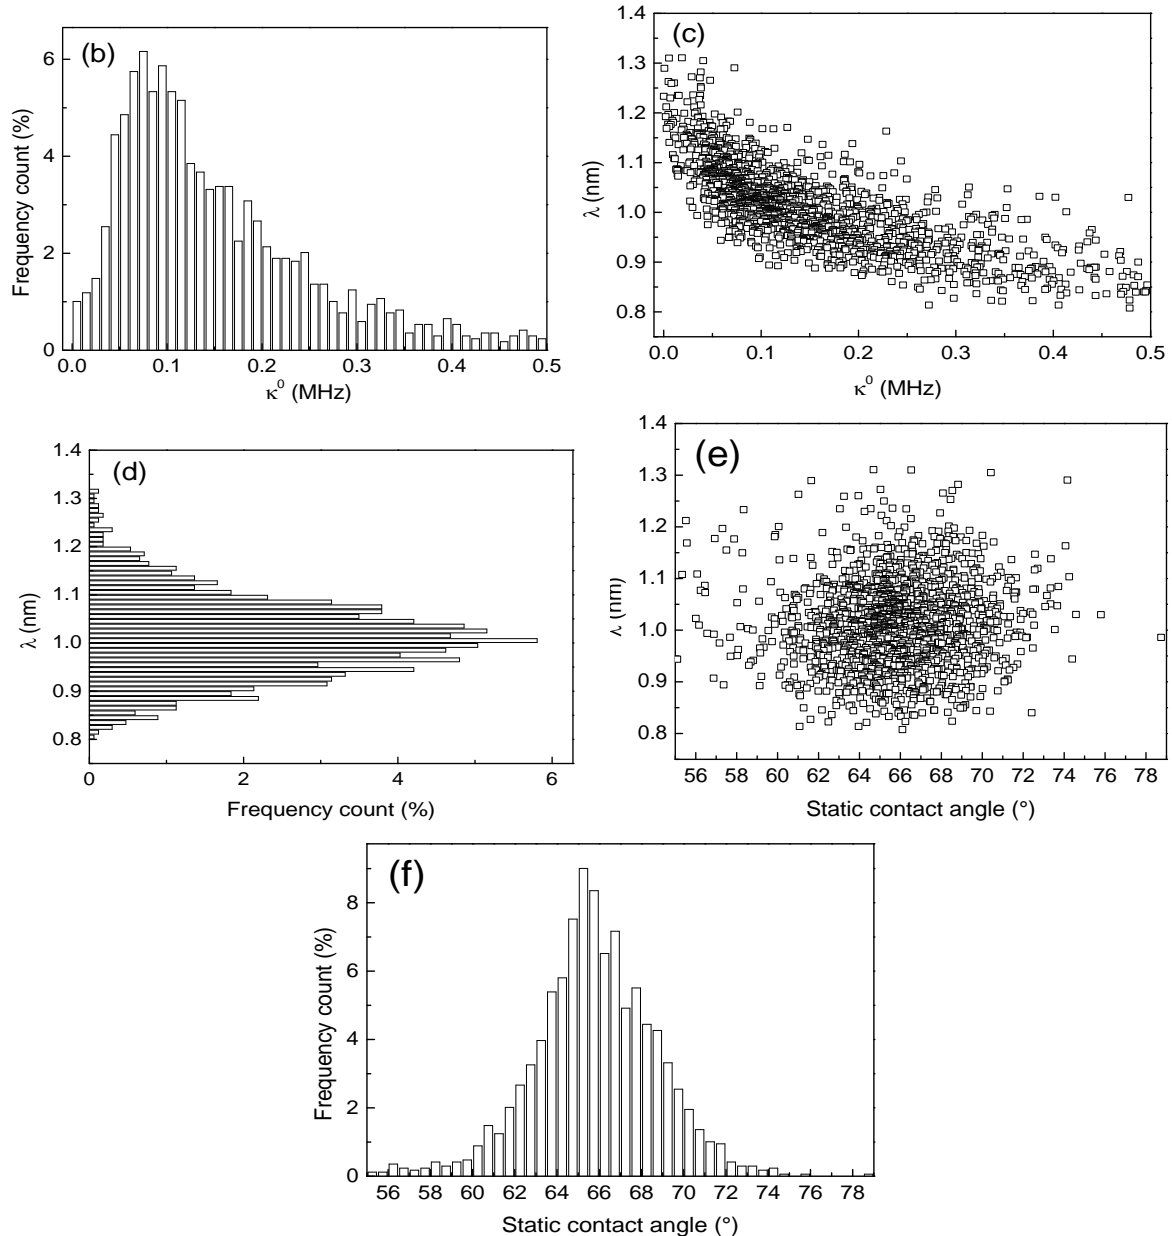 (b)
6
4
2
0
Frequency count (%)
0.0 0.1 0.2 0.3 0.4 0.5
κ⁰ (MHz)
(c)
1.4
1.3
1.2
1.1
1.0
0.9
0.8
λ (nm)
0.0 0.1 0.2 0.3 0.4 0.5
κ⁰ (MHz)
(d)
1.4
1.3
1.2
1.1
1.0
0.9
0.8
λ (nm)
0 2 4 6
Frequency count (%)
(e)
1.4
1.3
1.2
1.1
1.0
0.9
0.8
λ (nm)
56 58 60 62 64 66 68 70 72 74 76 78
Static contact angle (°)
(f)
8
6
4
2
0
Frequency count (%)
56 58 60 62 64 66 68 70 72 74 76 78
Static contact angle (°)